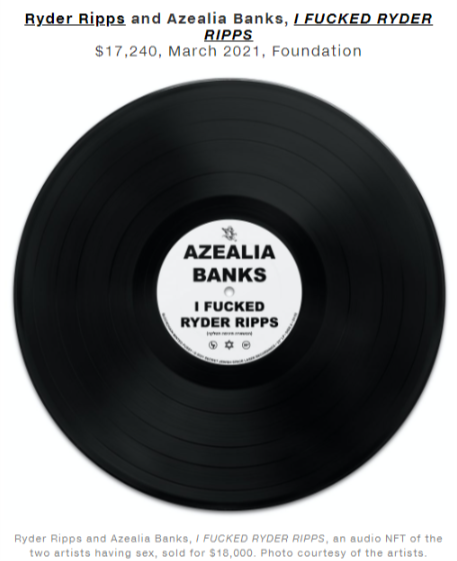 Ryder Ripps and Azealia Banks, I FUCKED RYDER
RIPPS
$17,240, March 2021, Foundation
AZEALIA
BANKS
I FUCKED
RYDER RIPPS
Ryder Ripps and Azealia Banks, I FUCKED RYDER RIPPS, an audio NFT of the
two artists having sex, sold for $18,000. Photo courtesy of the artists.